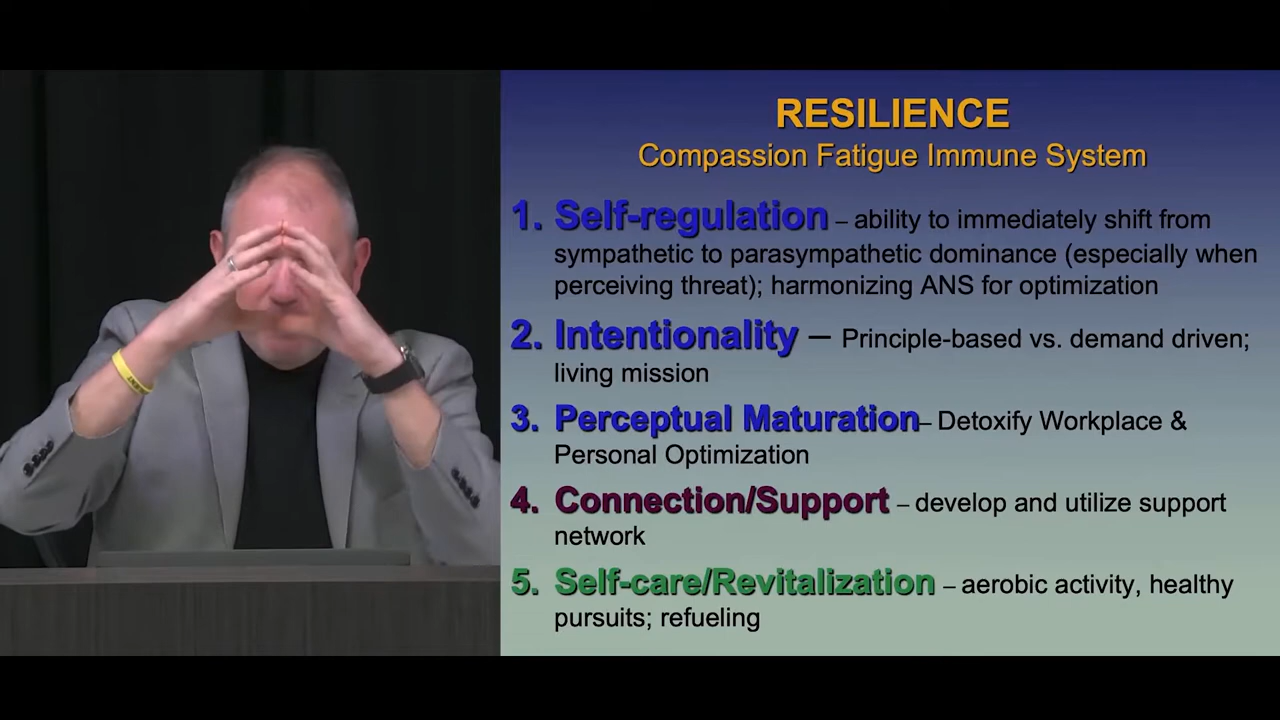 RESILIENCE
Compassion Fatigue Immune System
1. Self-regulation – ability to immediately shift from
sympathetic to parasympathetic dominance (especially when
perceiving threat); harmonizing ANS for optimization
2. Intentionality — Principle-based vs. demand driven;
living mission
3. Perceptual Maturation– Detoxify Workplace &
Personal Optimization
4. Connection/Support – develop and utilize support
network
5. Self-care/Revitalization – aerobic activity, healthy
pursuits; refueling